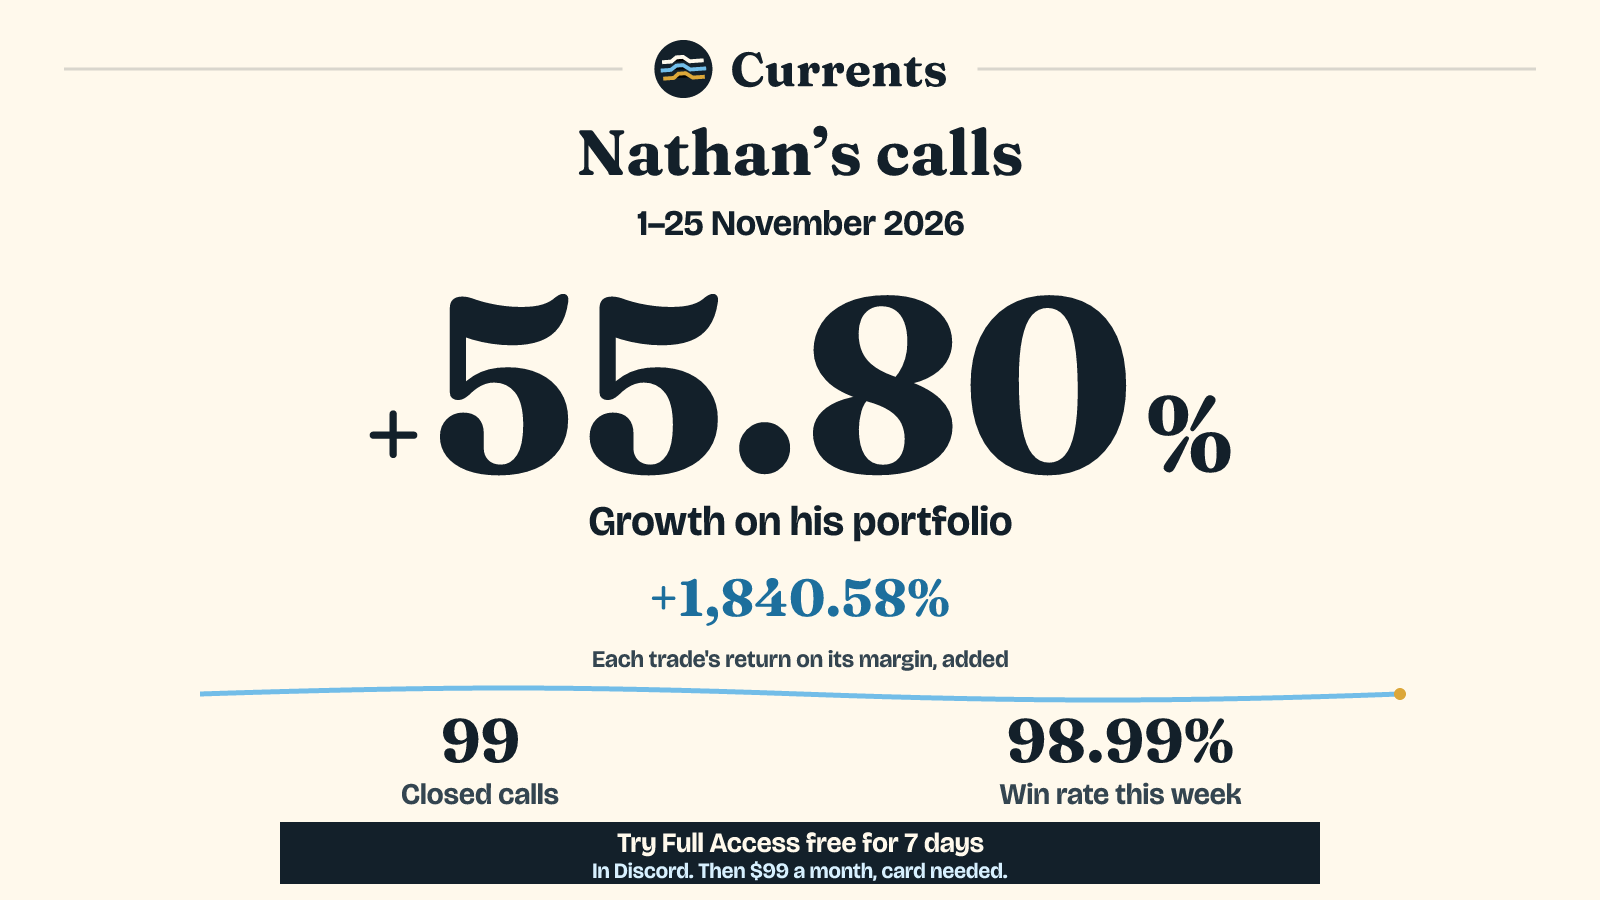 Currents
Nathan’s calls
1–25 November 2026
+55.80%
Growth on his portfolio
+1,840.58%
Each trade's return on its margin, added
99
Closed calls
98.99%
Win rate this week
Try Full Access free for 7 days
In Discord. Then $99 a month, card needed.